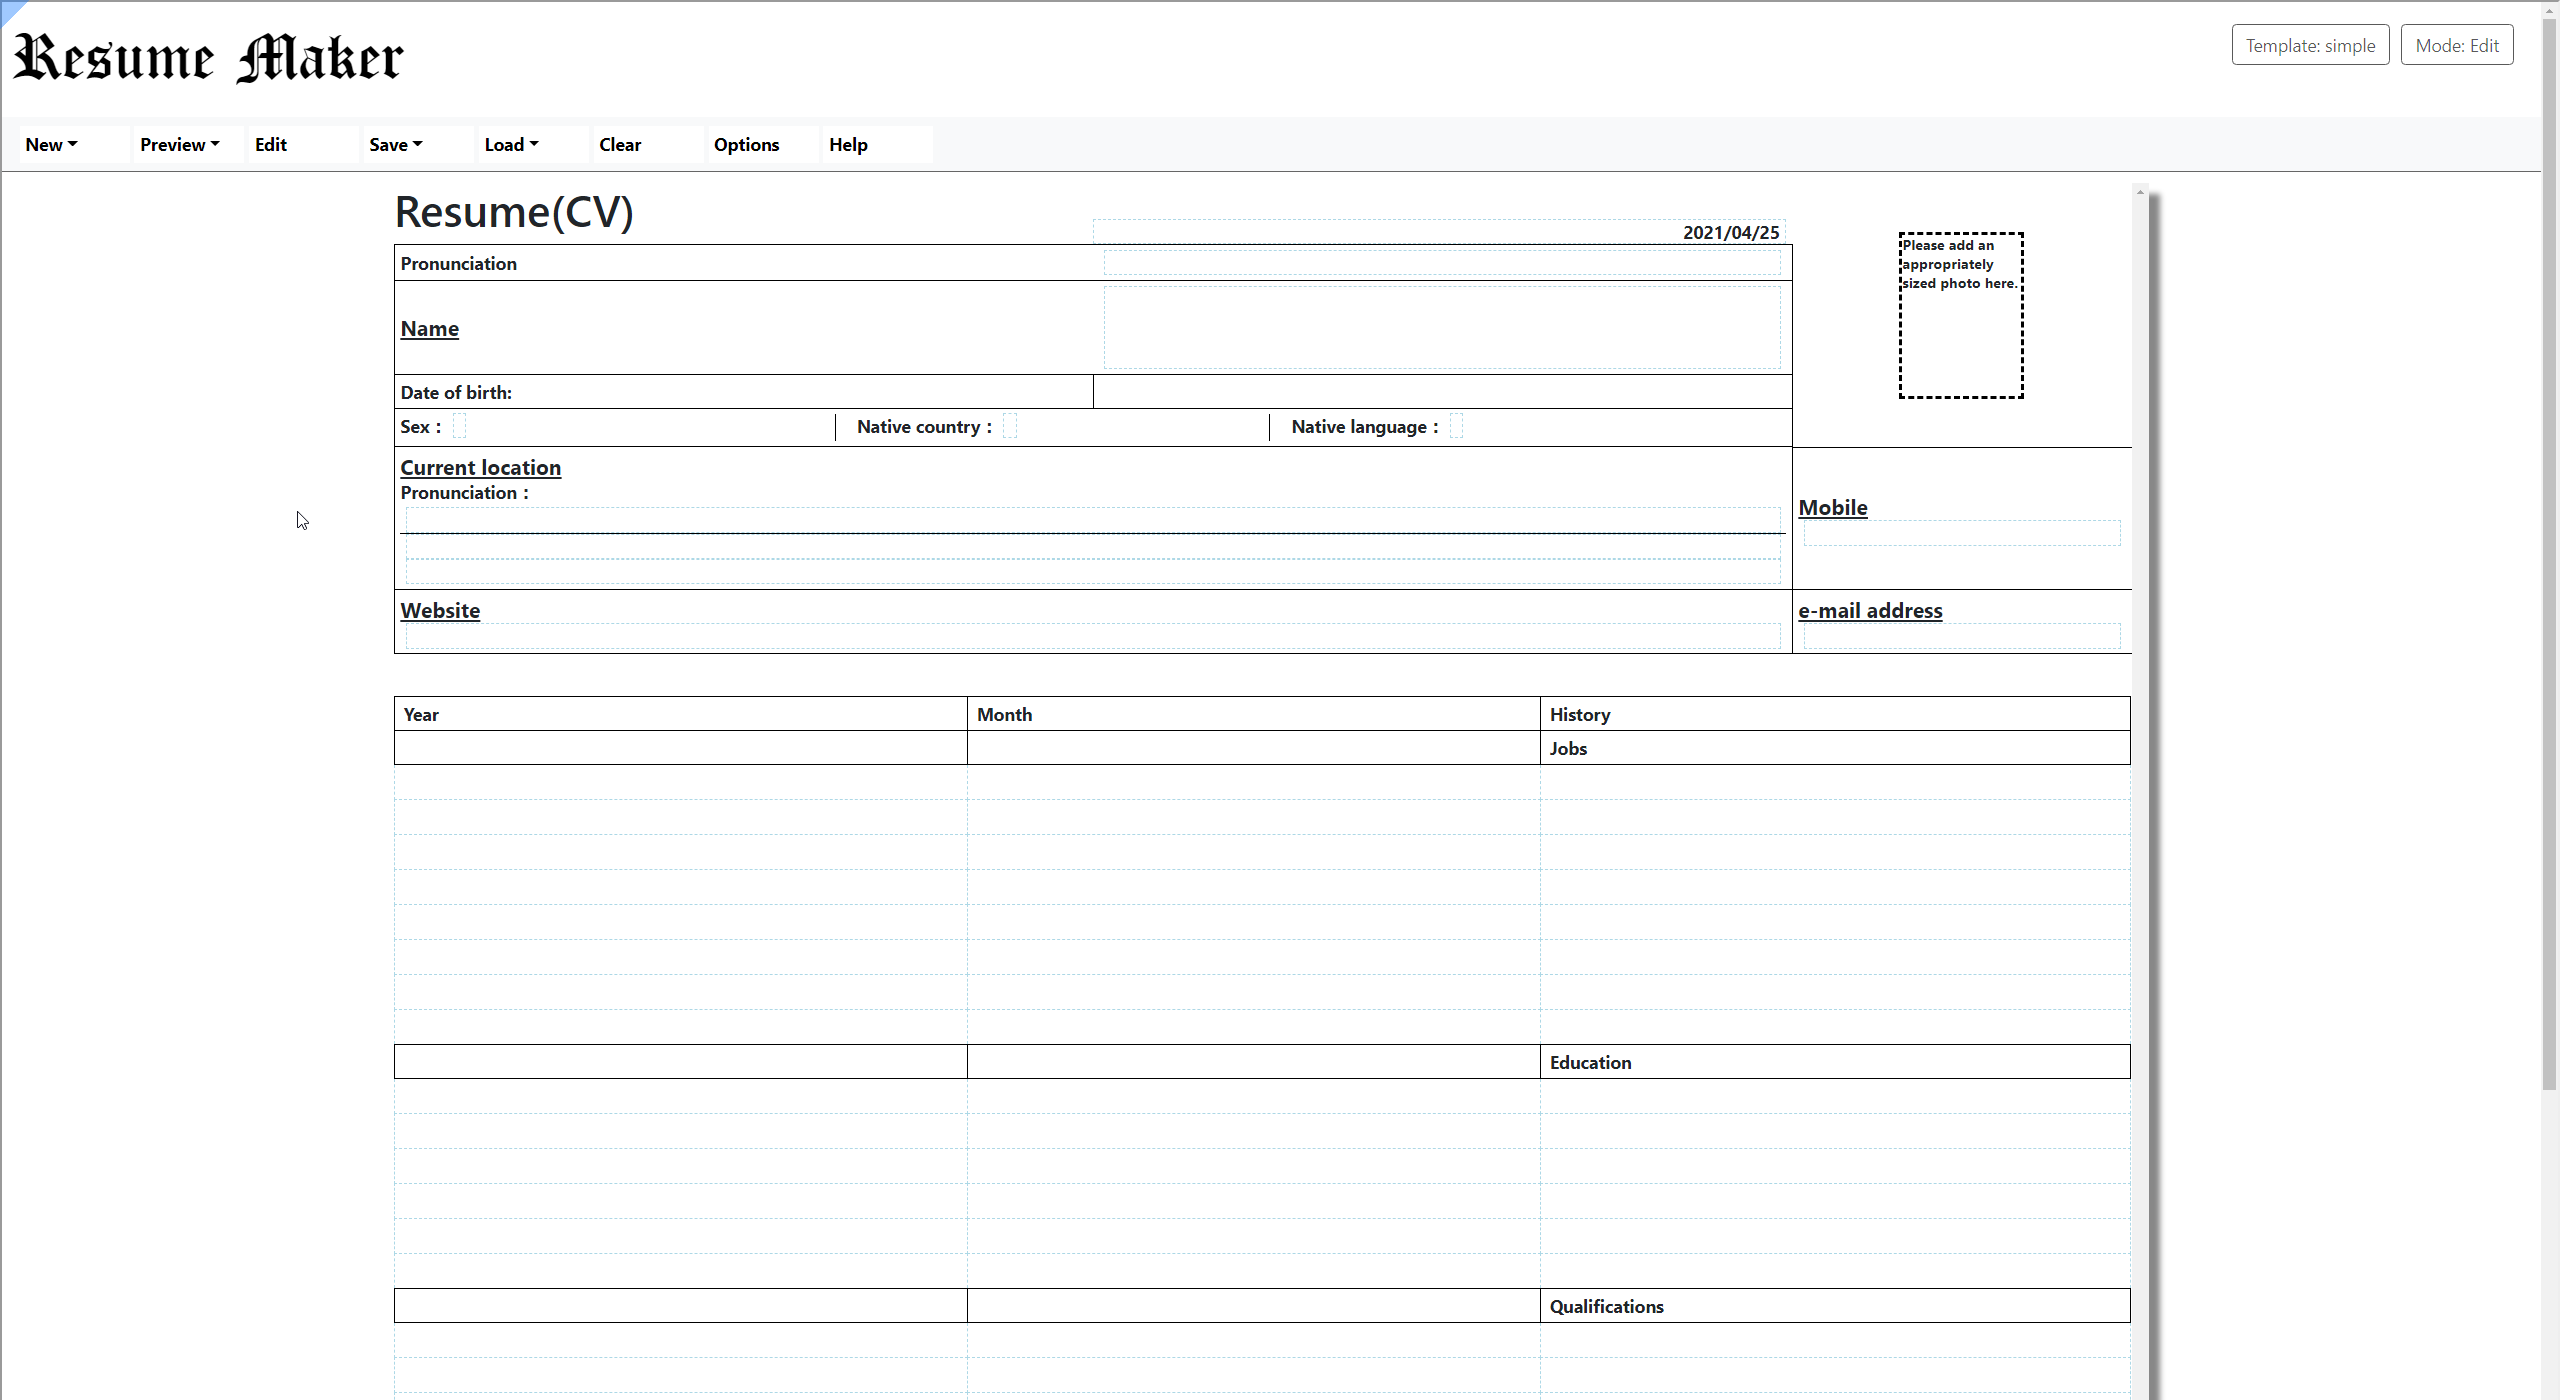 Resume Maker
Template: simple
Mode: Edit
New
Preview
Edit
Save
Load
Clear
Options
Help
Resume(CV)
2021/04/25
Please add an
appropriately
sized photo here.
Pronunciation
Name
Date of birth:
Sex :
Native country :
Native language :
Current location
Pronunciation :
Mobile
Website
e-mail address
Year
Month
History
Jobs
Education
Qualifications